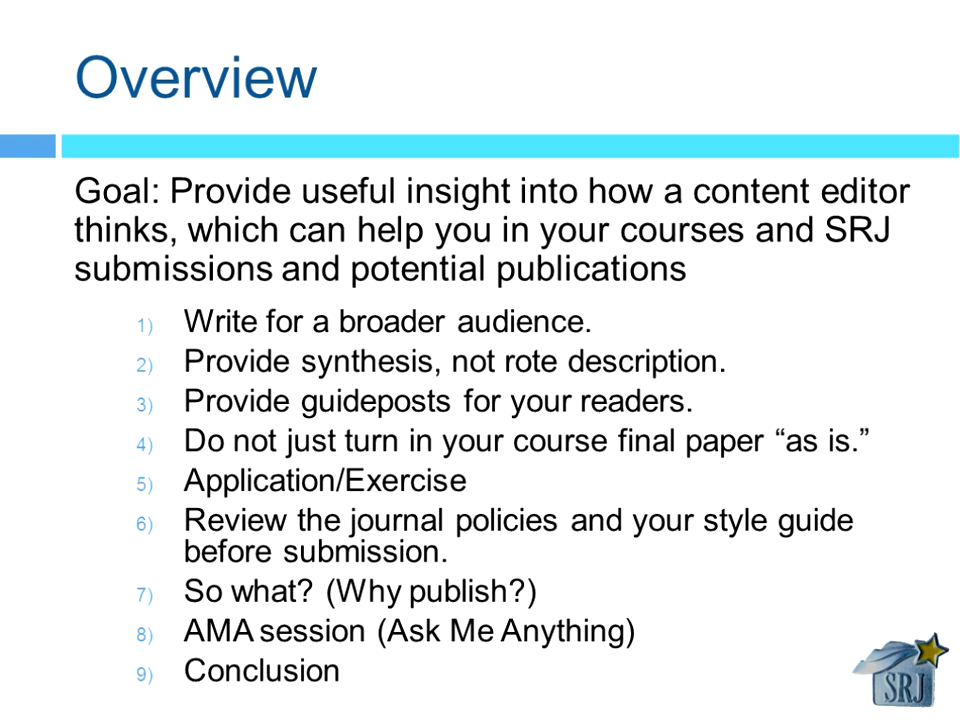 Overview
Goal: Provide useful insight into how a content editor
thinks, which can help you in your courses and SRJ
submissions and potential publications
1) Write for a broader audience.
2) Provide synthesis, not rote description.
3) Provide guideposts for your readers.
4) Do not just turn in your course final paper “as is.”
5) Application/Exercise
6) Review the journal policies and your style guide
before submission.
7) So what? (Why publish?)
8) AMA session (Ask Me Anything)
9) Conclusion
SRJ